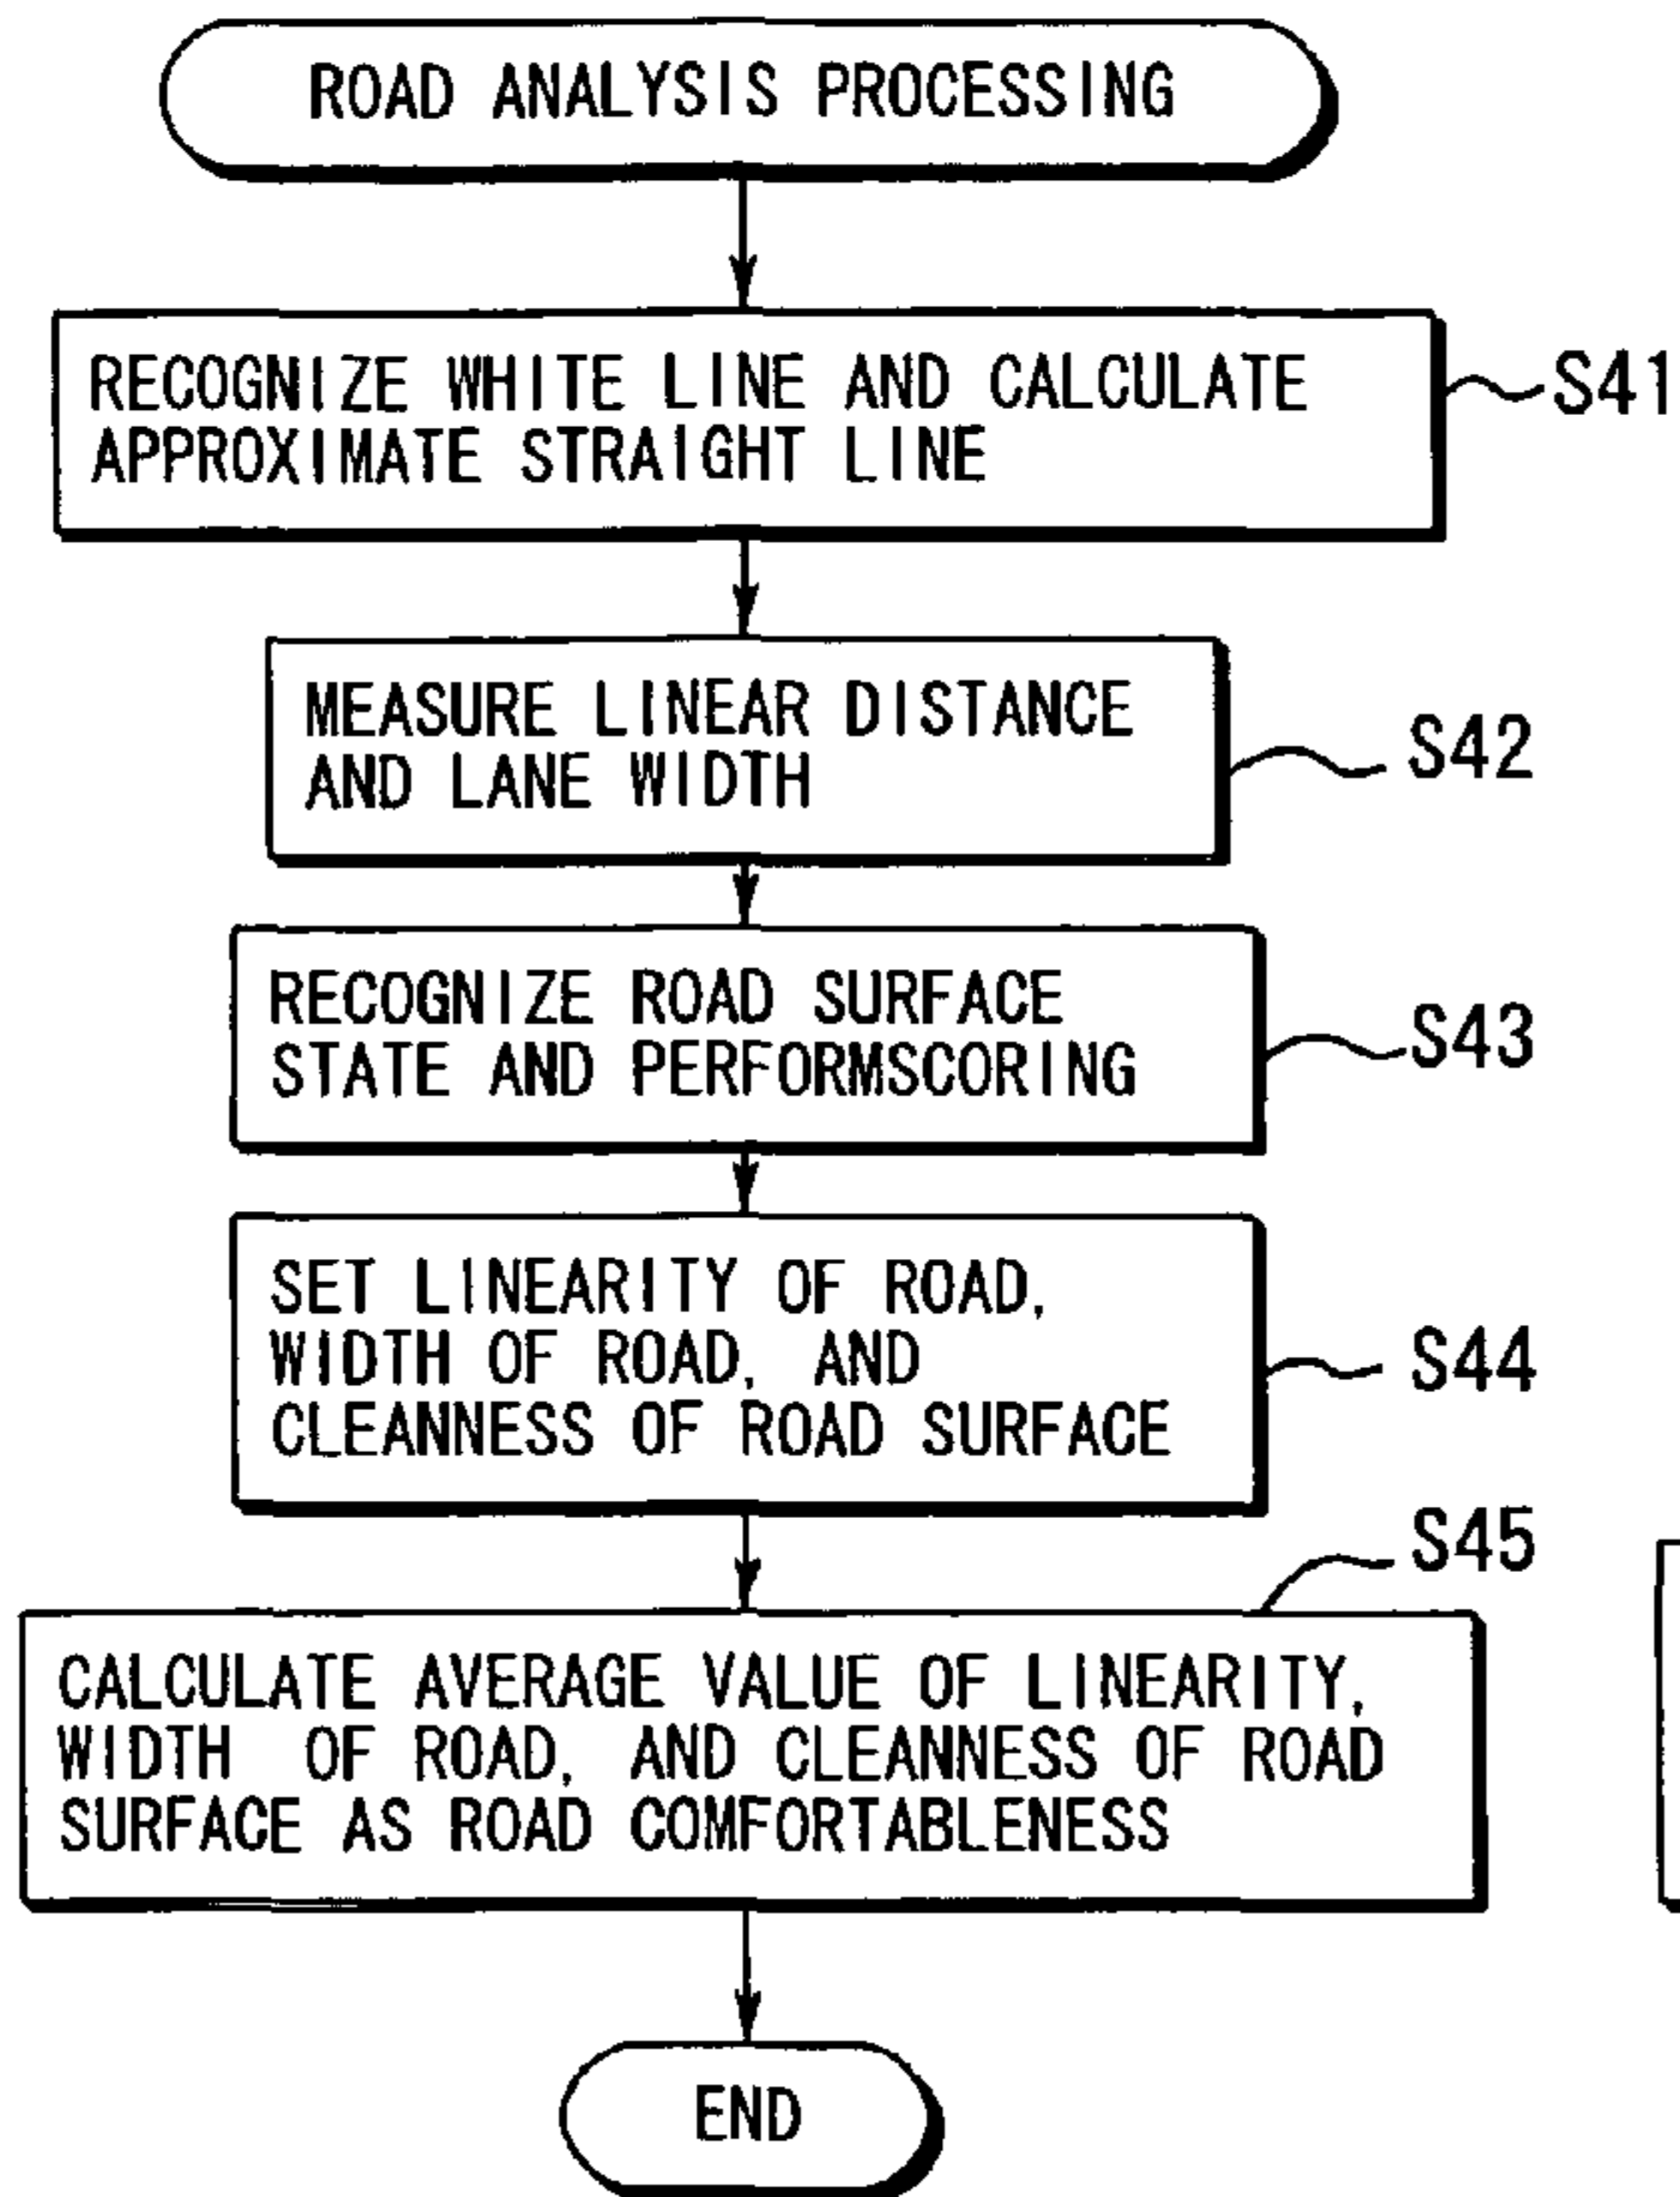 ROAD ANALYSIS PROCESSING
RECOGNIZE WHITE LINE AND CALCULATE
APPROXIMATE STRAIGHT LINE
S41
MEASURE LINEAR DISTANCE
AND LANE WIDTH
S42
RECOGNIZE ROAD SURFACE
STATE AND PERFORMSCORING
S43
SET LINEARITY OF ROAD,
WIDTH OF ROAD, AND
CLEANNESS OF ROAD SURFACE
S44
S45
CALCULATE AVERAGE VALUE OF LINEARITY,
WIDTH OF ROAD, AND CLEANNESS OF ROAD
SURFACE AS ROAD COMFORTABLENESS
END